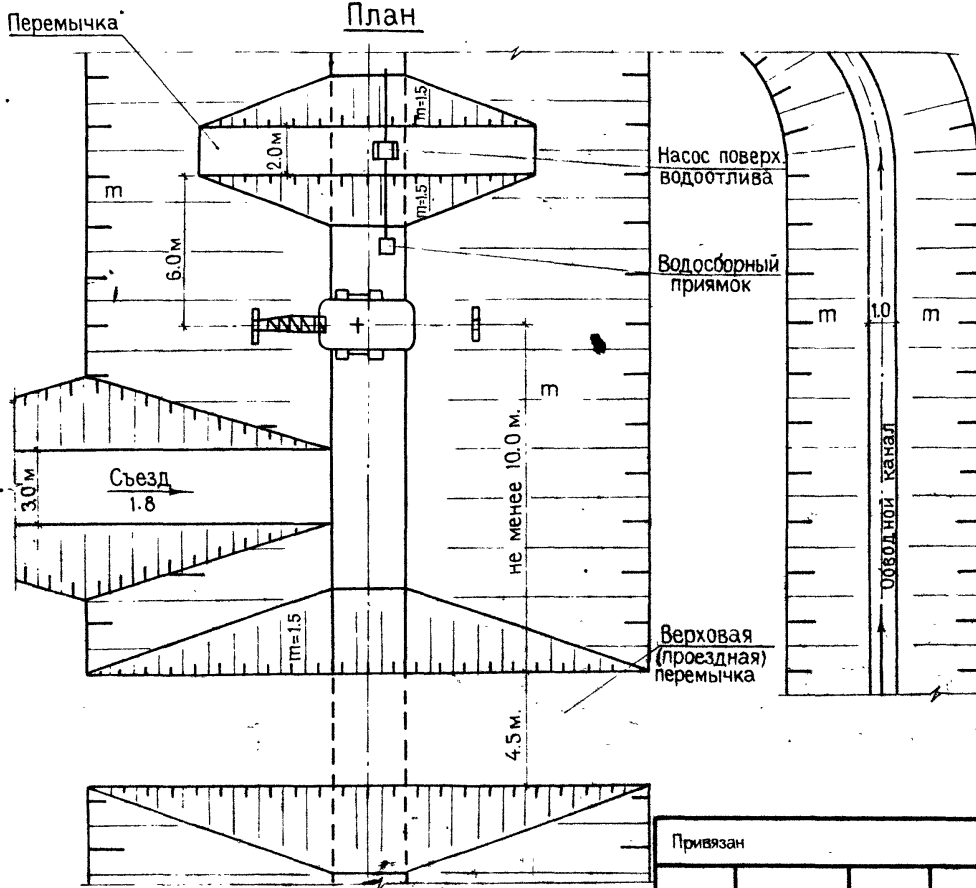 План
Перемычка
m=1.5
2.0м
Насос поверх.
водоотлива
m
m=1.5
6.0м
Водосборный
приямок
m
1.0
m
m
не менее 10.0 м.
Съезд
1.8
3.0м
Обводной канал
m=1.5
Верховая
(проездная)
перемычка
4.5м.
Привязан